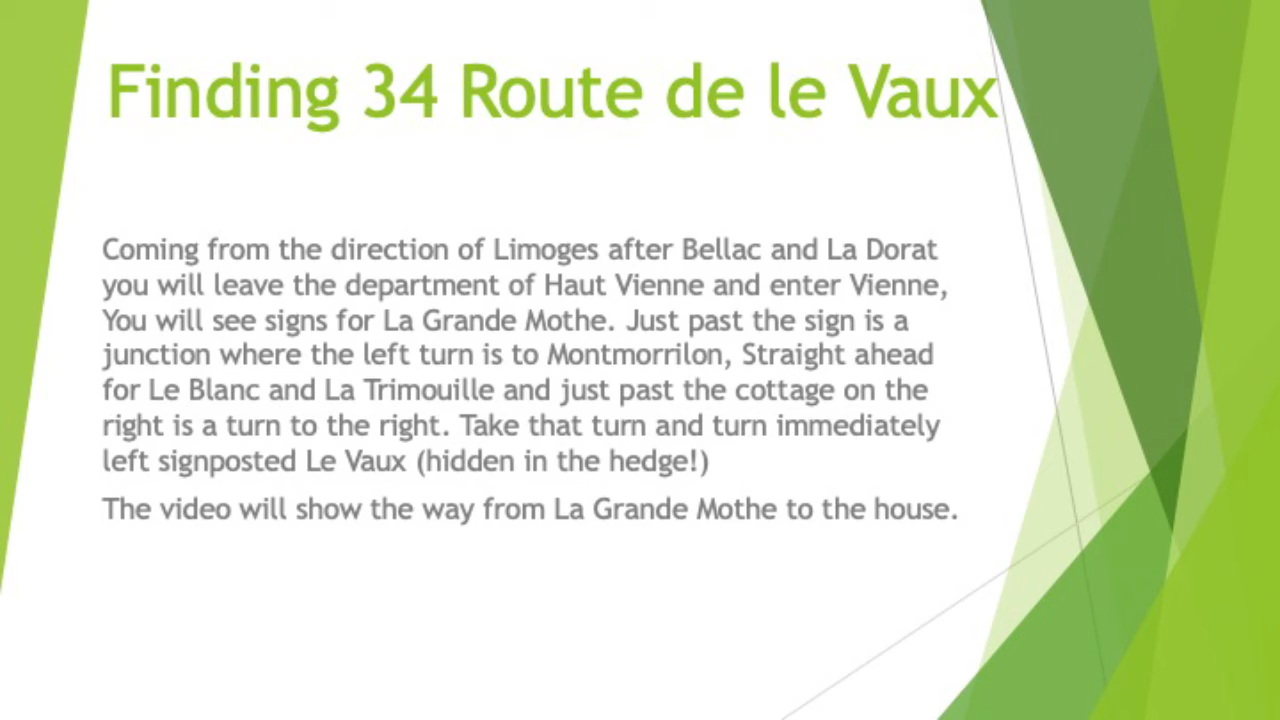 Finding 34 Route de le Vaux
Coming from the direction of Limoges after Bellac and La Dorat
you will leave the department of Haut Vienne and enter Vienne,
You will see signs for La Grande Mothe. Just past the sign is a
junction where the left turn is to Montmorrilon, Straight ahead
for Le Blanc and La Trimouille and just past the cottage on the
right is a turn to the right. Take that turn and turn immediately
left signposted Le Vaux (hidden in the hedge!)
The video will show the way from La Grande Mothe to the house.